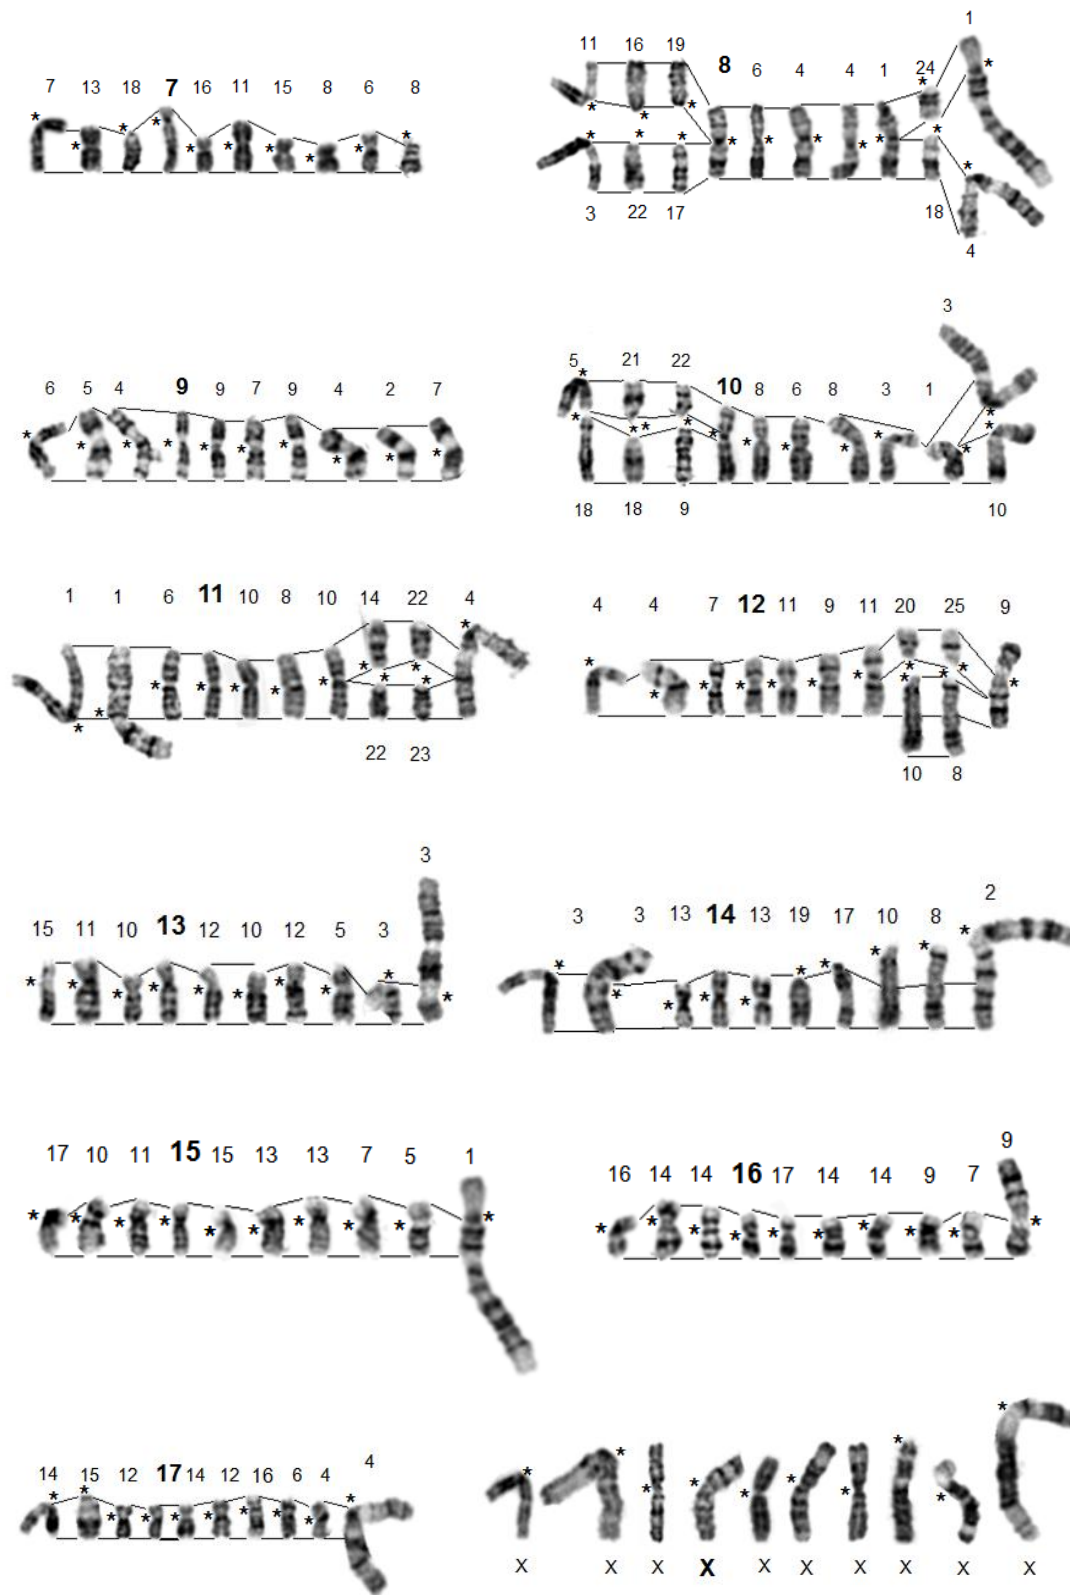 7 13 18 7 16 11 15 8 6 8
11 16 19 8 6 4 4 1 24 1
3 22 17 18 4
6 5 4 9 9 7 9 4 2 7
5 21 22 10 8 6 8 3 1 3
18 18 9 10
1 1 6 11 10 8 10 14 22 4
22 23
4 4 7 12 11 9 11 20 25 9
10 8
15 11 10 13 12 10 12 5 3 3
3 3 13 14 13 19 17 10 8 2
17 10 11 15 15 13 13 7 5 1
16 14 14 16 17 14 14 9 7 9
14 15 12 17 14 12 16 6 4 4
X X X X X X X X X X